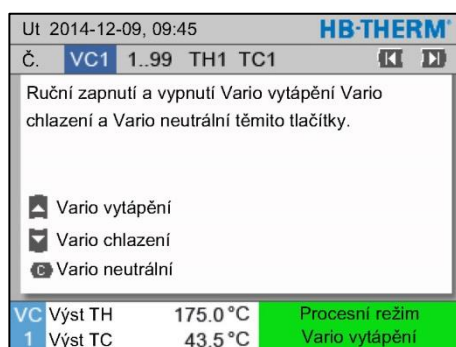 Ut 2014-12-09, 09:45 HB-THERM®
Č. VC1 1..99 TH1 TC1
Ruční zapnutí a vypnutí Vario vytápění Vario
chlazení a Vario neutrální těmito tlačítky.
Vario vytápění
Vario chlazení
C Vario neutrální
VC Výst TH 175.0 °C Procesní režim
1 Výst TC 43.5 °C Vario vytápění